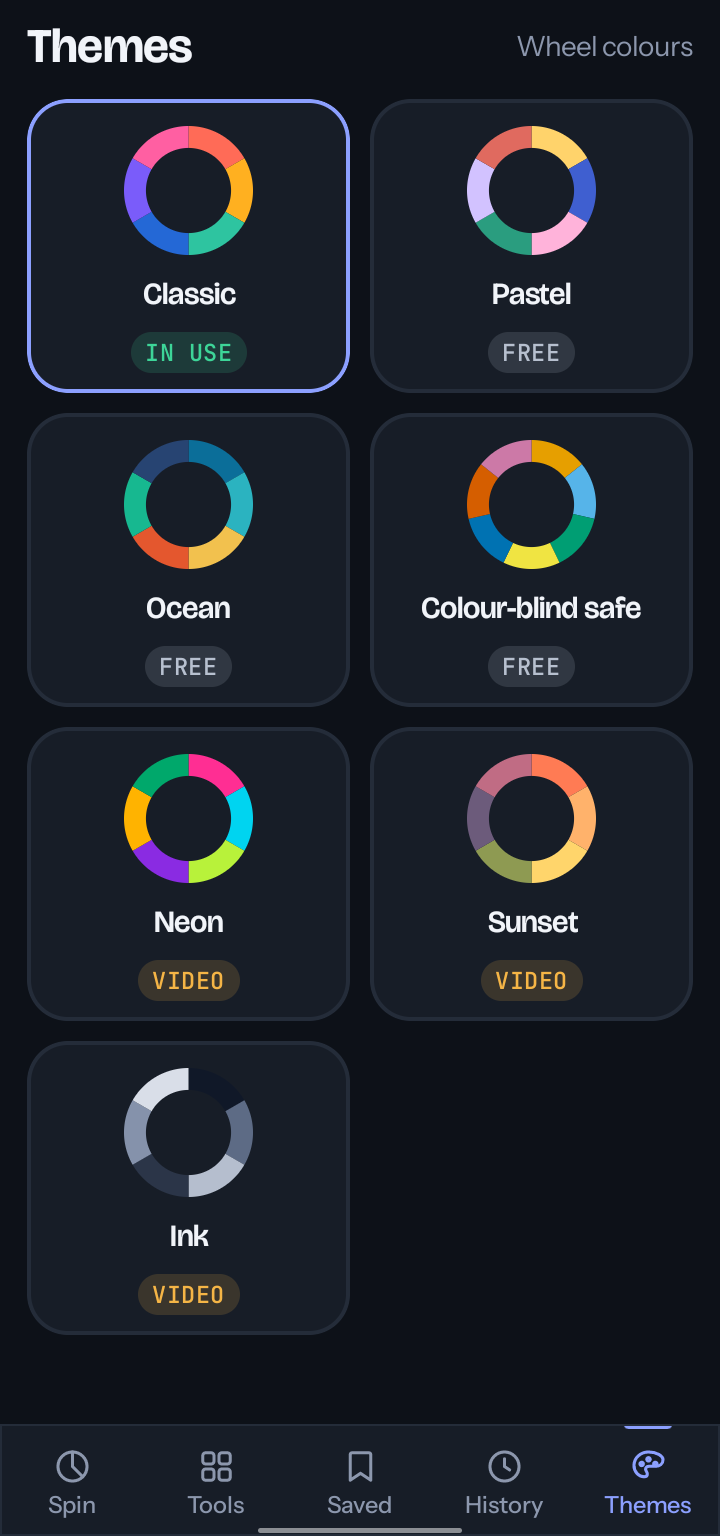 Themes
Wheel colours
Classic
Pastel
IN USE
FREE
Ocean
Colour-blind safe
FREE
FREE
Neon
Sunset
VIDEO
VIDEO
Ink
VIDEO
Spin
Tools
Saved
History
Themes